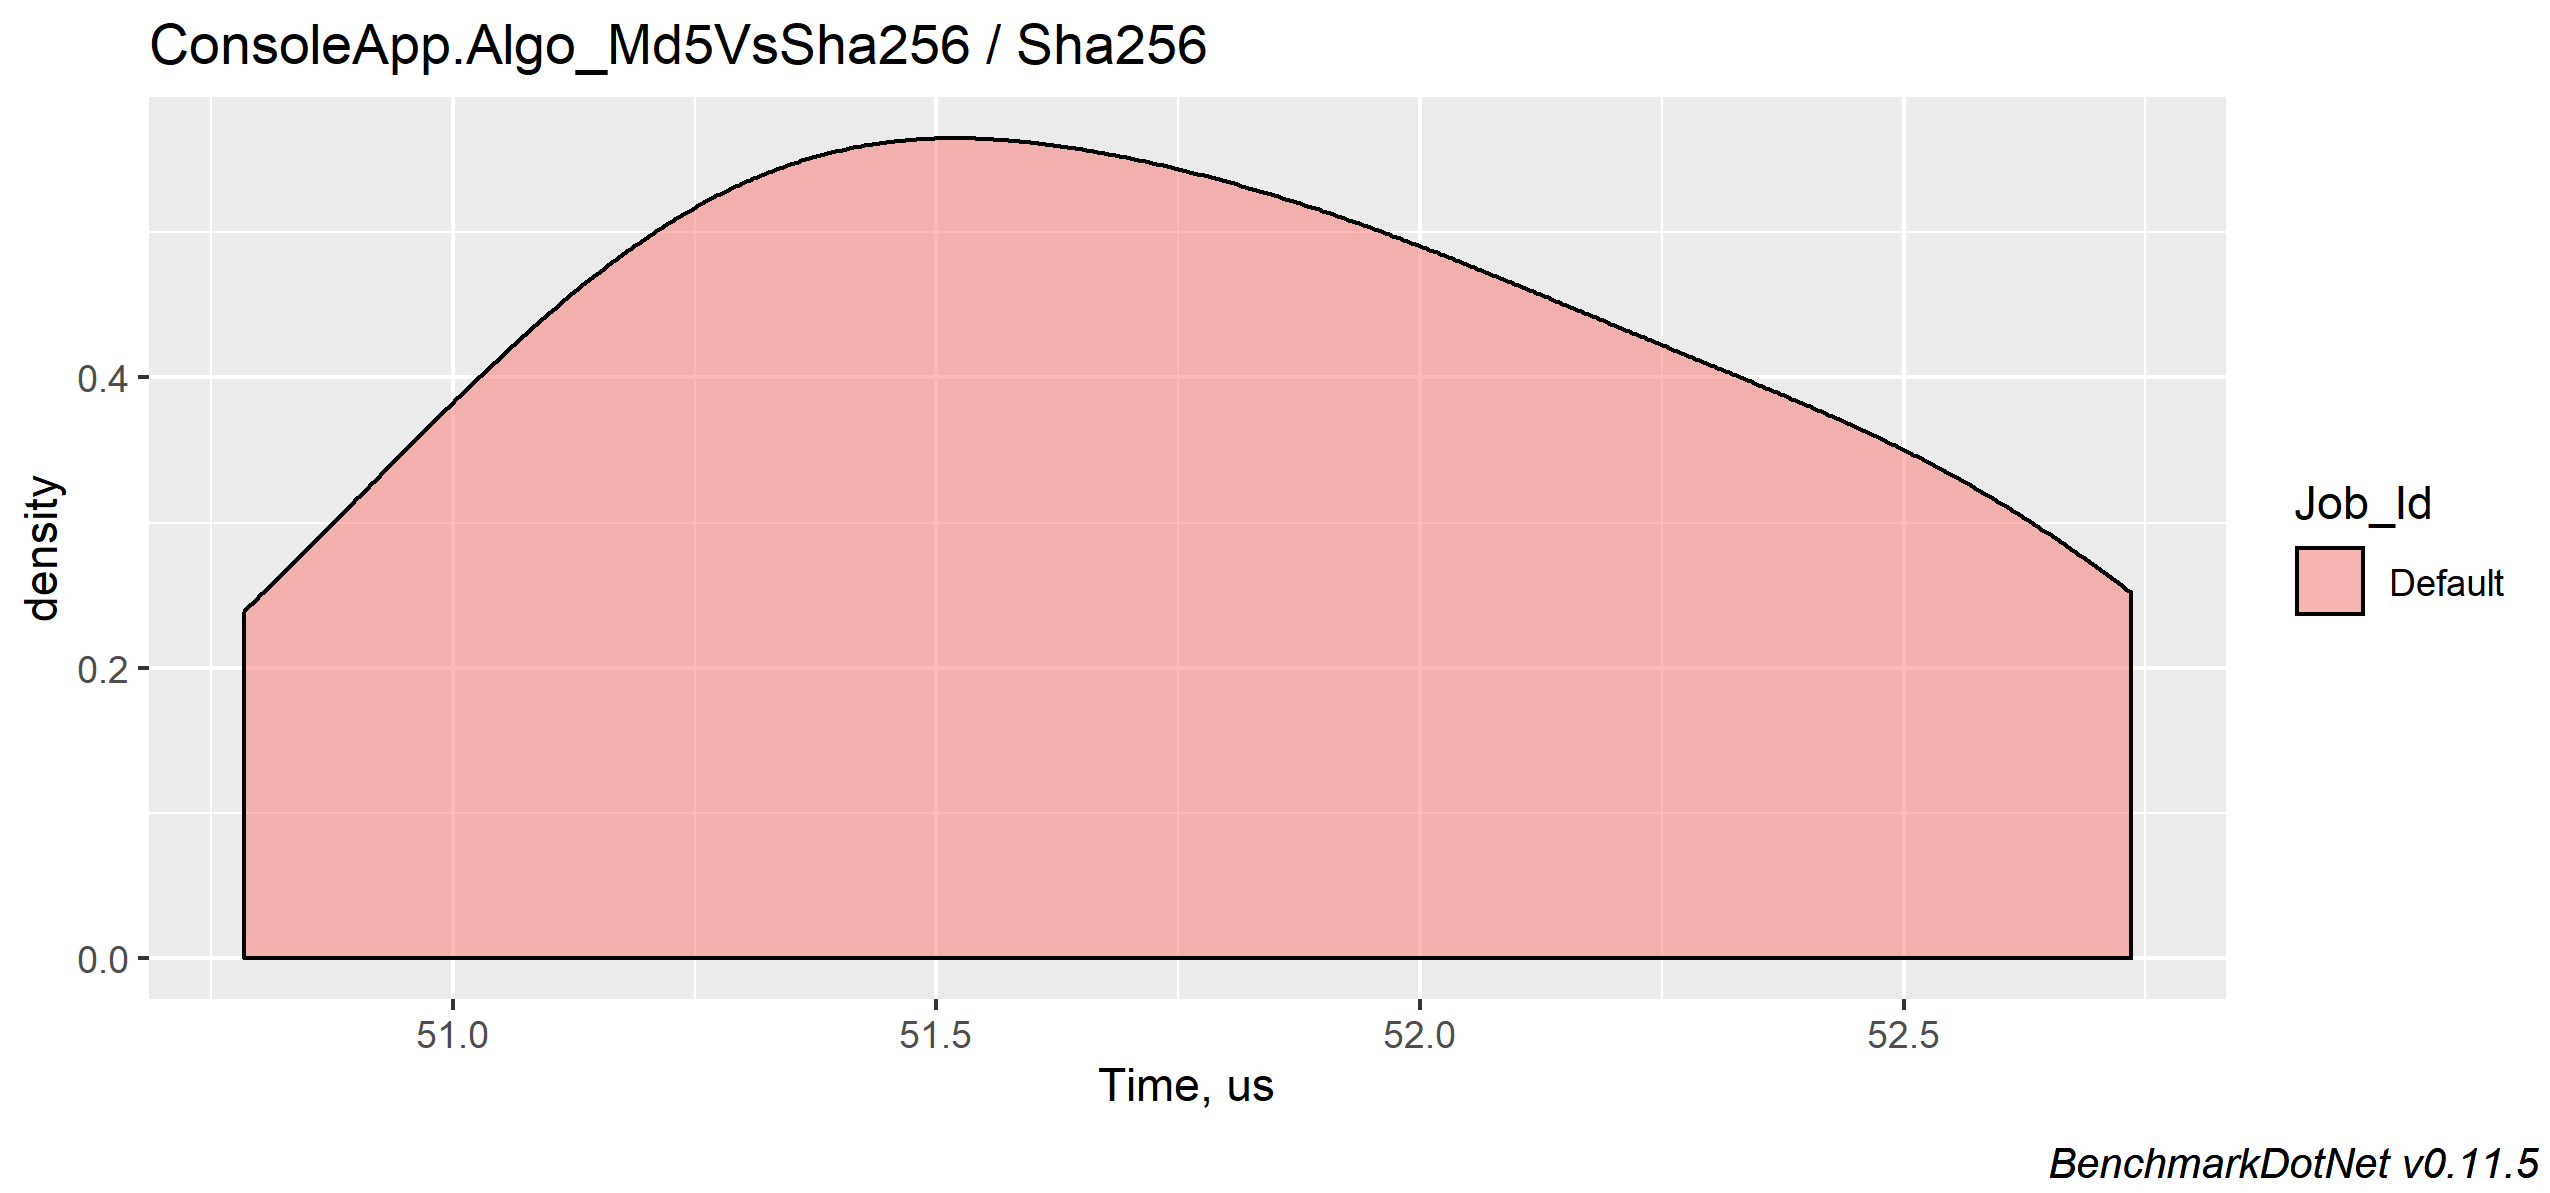 ConsoleApp.Algo_Md5VsSha256 / Sha256
density
0.4
0.2
0.0
51.0 51.5 52.0 52.5
Time, us
Job_Id
Default
BenchmarkDotNet v0.11.5